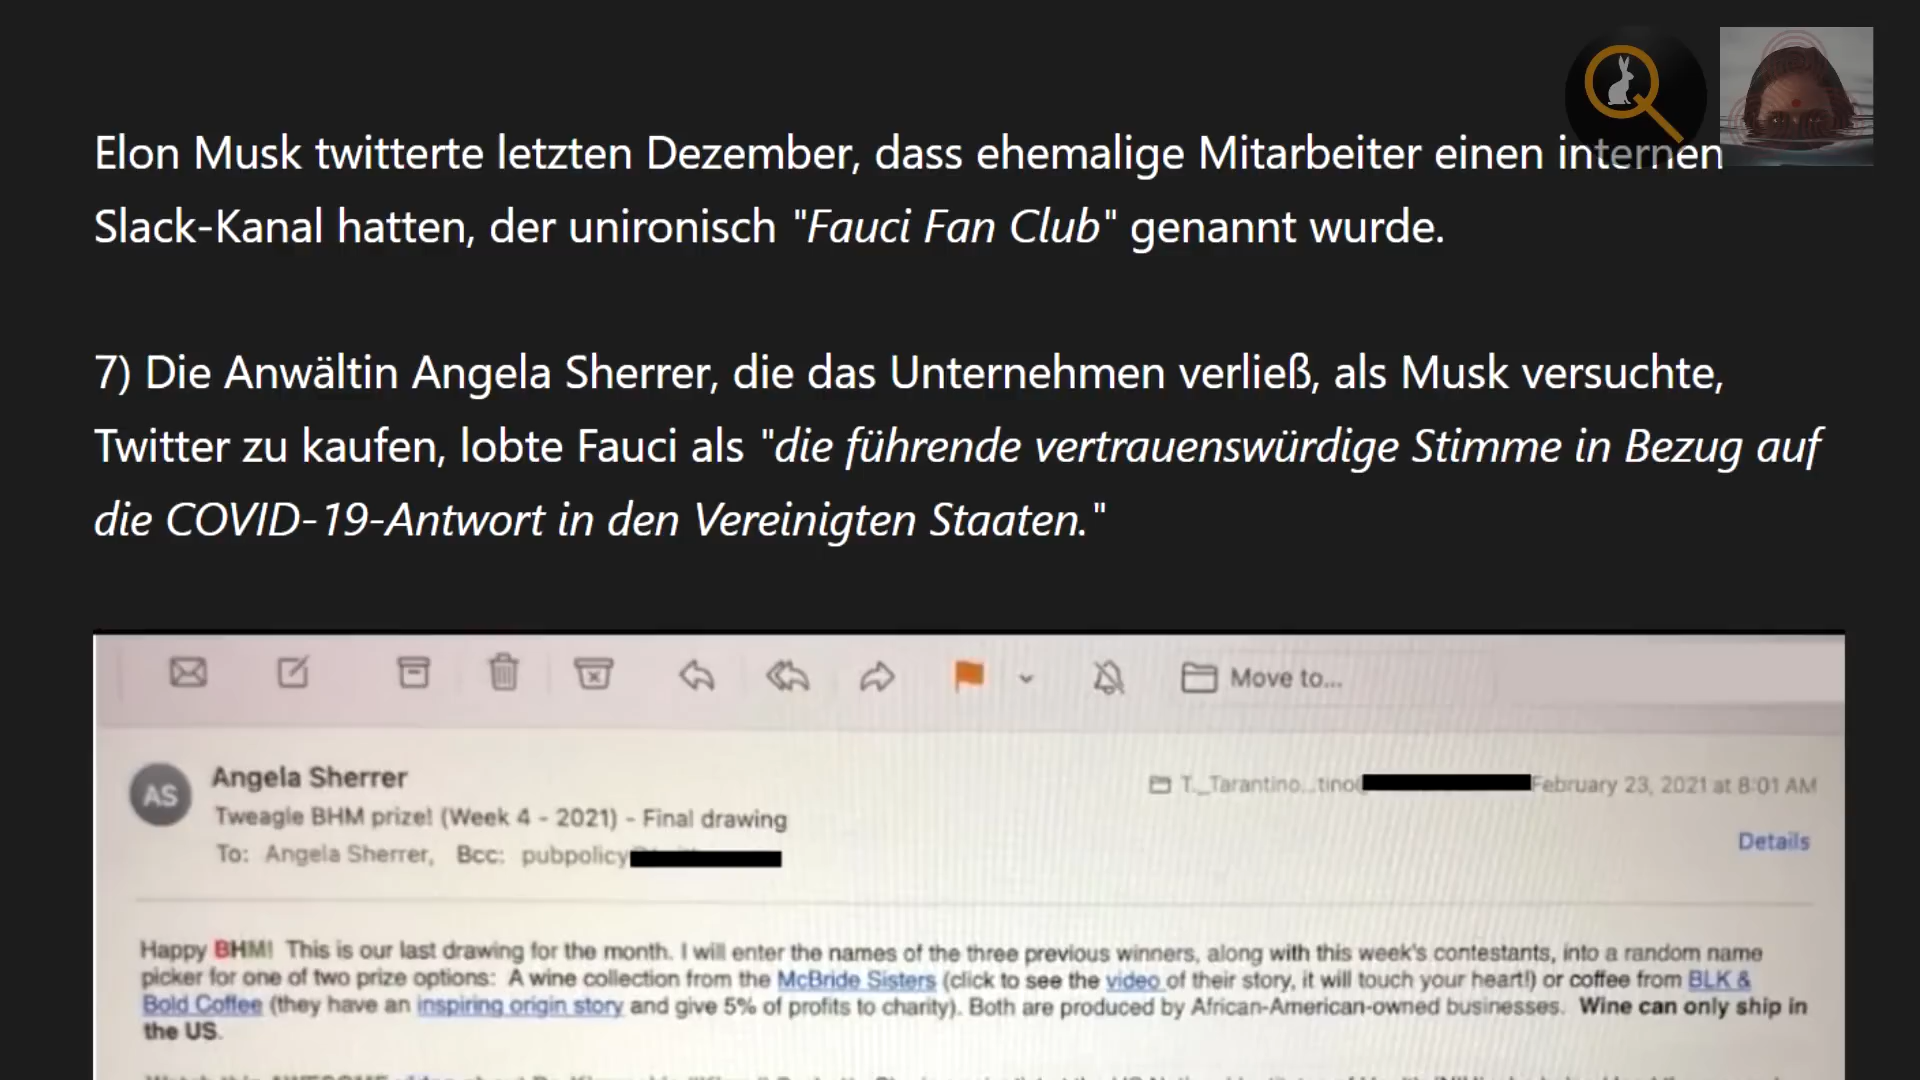 Elon Musk twitterte letzten Dezember, dass ehemalige Mitarbeiter einen internen
Slack-Kanal hatten, der unironisch "Fauci Fan Club" genannt wurde.
7) Die Anwältin Angela Sherrer, die das Unternehmen verließ, als Musk versuchte,
Twitter zu kaufen, lobte Fauci als "die führende vertrauenswürdige Stimme in Bezug auf
die COVID-19-Antwort in den Vereinigten Staaten."
Move to...
AS
Angela Sherrer
T._Tarantino...tino
February 23, 2021 at 8:01 AM
Tweagle BHM prize! (Week 4 - 2021) - Final drawing
To: Angela Sherrer, Bcc: pubpolicy
Details
Happy BHM! This is our last drawing for the month. I will enter the names of the three previous winners, along with this week's contestants, into a random name
picker for one of two prize options: A wine collection from the McBride Sisters (click to see the video of their story, it will touch your heart!) or coffee from BLK &
Bold Coffee (they have an inspiring origin story and give 5% of profits to charity). Both are produced by African-American-owned businesses. Wine can only ship in
the US.